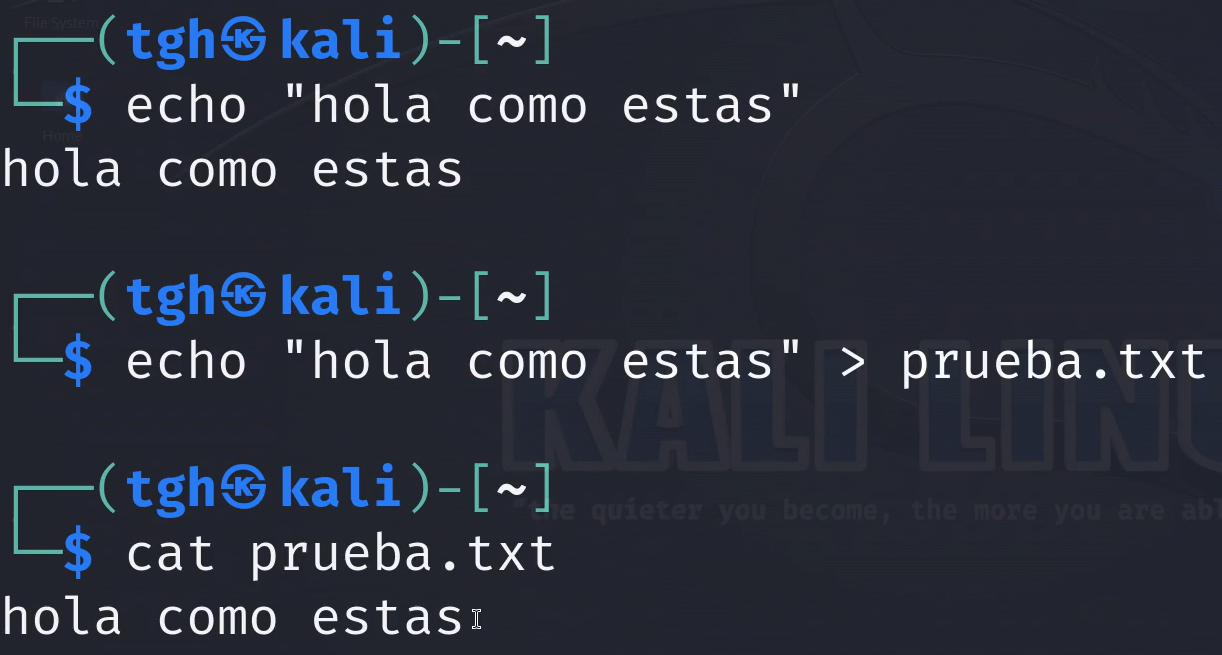 File System
┌──(tgh㉿kali)-[~]
└─$ echo "hola como estas"
Home
hola como estas
┌──(tgh㉿kali)-[~]
└─$ echo "hola como estas" > prueba.txt
KALI LINU
┌──(tgh㉿kali)-[~]
"the quieter you become, the more you are abl
└─$ cat prueba.txt
hola como estas